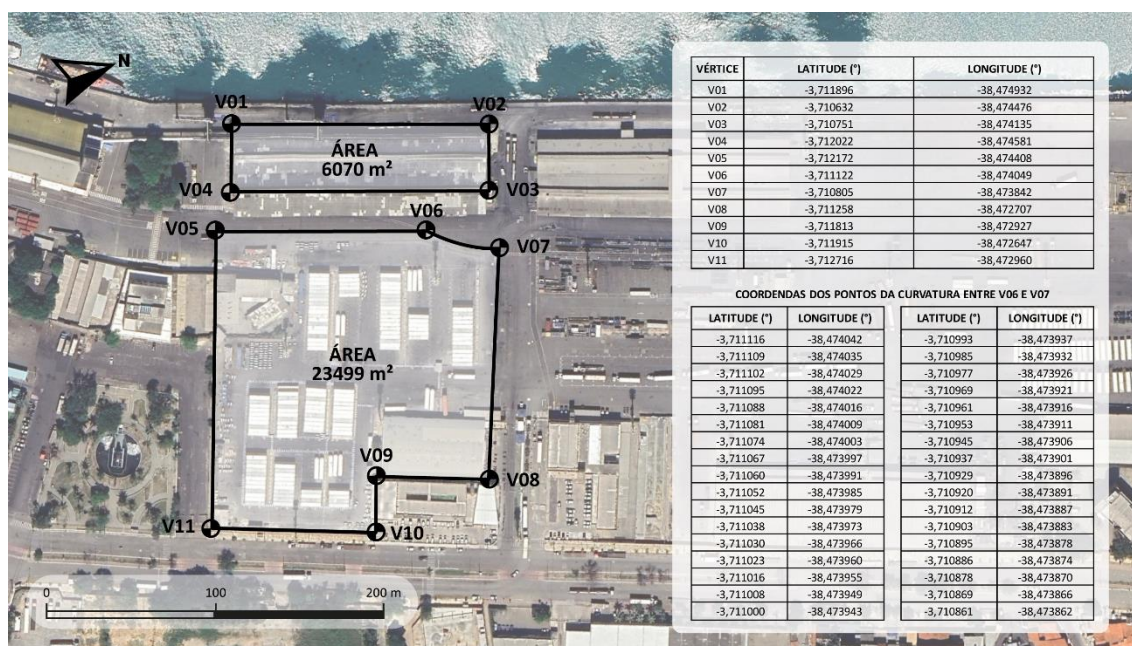 N
V01
V02
ÁREA
6070 m²
V04
V03
V05
V06
V07
ÁREA
23499 m²
V09
V08
V11
V10
0 100 200 m
VÉRTICE LATITUDE (°) LONGITUDE (°)
V01 -3,711896 -38,474932
V02 -3,710632 -38,474476
V03 -3,710751 -38,474135
V04 -3,712022 -38,474581
V05 -3,712172 -38,474408
V06 -3,711122 -38,474049
V07 -3,710805 -38,473842
V08 -3,711258 -38,472707
V09 -3,711813 -38,472927
V10 -3,711915 -38,472647
V11 -3,712716 -38,472960
COORDENDAS DOS PONTOS DA CURVATURA ENTRE V06 E V07
LATITUDE (°) LONGITUDE (°) LATITUDE (°) LONGITUDE (°)
-3,711116 -38,474042 -3,710993 -38,473937
-3,711109 -38,474035 -3,710985 -38,473932
-3,711102 -38,474029 -3,710977 -38,473926
-3,711095 -38,474022 -3,710969 -38,473921
-3,711088 -38,474016 -3,710961 -38,473916
-3,711081 -38,474009 -3,710953 -38,473911
-3,711074 -38,474003 -3,710945 -38,473906
-3,711067 -38,473997 -3,710937 -38,473901
-3,711060 -38,473991 -3,710929 -38,473896
-3,711052 -38,473985 -3,710920 -38,473891
-3,711045 -38,473979 -3,710912 -38,473887
-3,711038 -38,473973 -3,710903 -38,473883
-3,711030 -38,473966 -3,710895 -38,473878
-3,711023 -38,473960 -3,710886 -38,473874
-3,711016 -38,473955 -3,710878 -38,473870
-3,711008 -38,473949 -3,710869 -38,473866
-3,711000 -38,473943 -3,710861 -38,473862